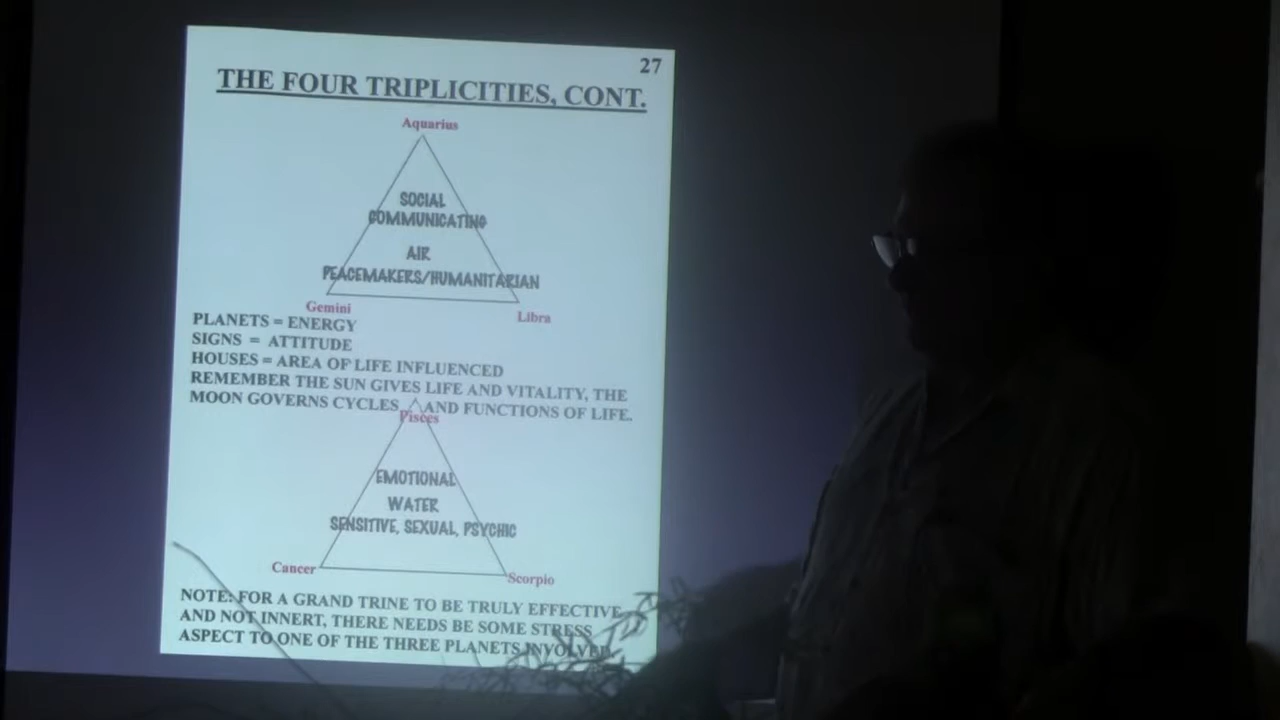 27
THE FOUR TRIPLICITIES, CONT.
Aquarius
SOCIAL
COMMUNICATING
AIR
PEACEMAKERS/HUMANITARIAN
Gemini
Libra
PLANETS = ENERGY
SIGNS = ATTITUDE
HOUSES = AREA OF LIFE INFLUENCED
REMEMBER THE SUN GIVES LIFE AND VITALITY, THE
MOON GOVERNS CYCLES AND FUNCTIONS OF LIFE.
Pisces
EMOTIONAL
WATER
SENSITIVE, SEXUAL, PSYCHIC
Cancer
Scorpio
NOTE: FOR A GRAND TRINE TO BE TRULY EFFECTIVE
AND NOT INNERT, THERE NEEDS BE SOME STRESS
ASPECT TO ONE OF THE THREE PLANETS INVOLVED.